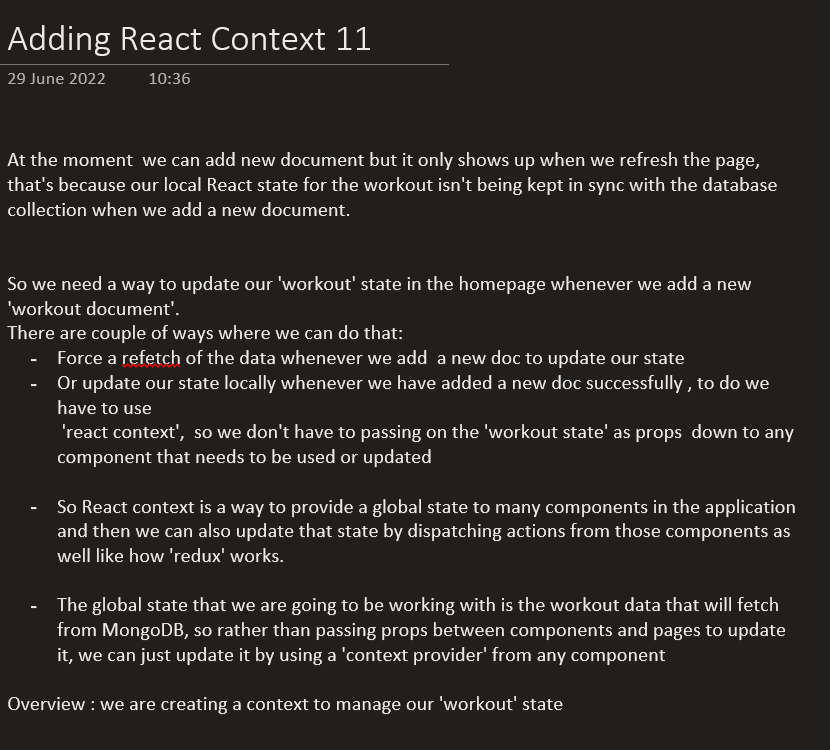 Adding React Context 11
29 June 2022 10:36
At the moment  we can add new document but it only shows up when we refresh the page,
that's because our local React state for the workout isn't being kept in sync with the database
collection when we add a new document.
So we need a way to update our 'workout' state in the homepage whenever we add a new
'workout document'.
There are couple of ways where we can do that:
- Force a refetch of the data whenever we add  a new doc to update our state
- Or update our state locally whenever we have added a new doc successfully , to do we
have to use
'react context',  so we don't have to passing on the 'workout state' as props  down to any
component that needs to be used or updated
- So React context is a way to provide a global state to many components in the application
and then we can also update that state by dispatching actions from those components as
well like how 'redux' works.
- The global state that we are going to be working with is the workout data that will fetch
from MongoDB, so rather than passing props between components and pages to update
it, we can just update it by using a 'context provider' from any component
Overview : we are creating a context to manage our 'workout' state